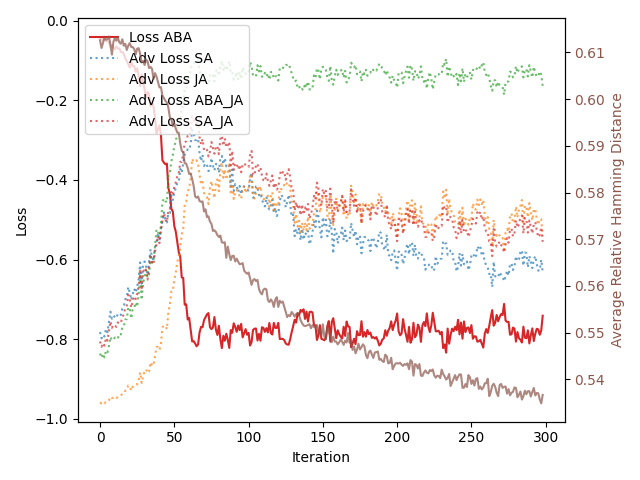 Loss ABA
Adv Loss SA
Adv Loss JA
Adv Loss ABA_JA
Adv Loss SA_JA
0.0
−0.2
−0.4
−0.6
−0.8
−1.0
Loss
0
50
100
150
200
250
300
Iteration
0.61
0.60
0.59
0.58
0.57
0.56
0.55
0.54
Average Relative Hamming Distance